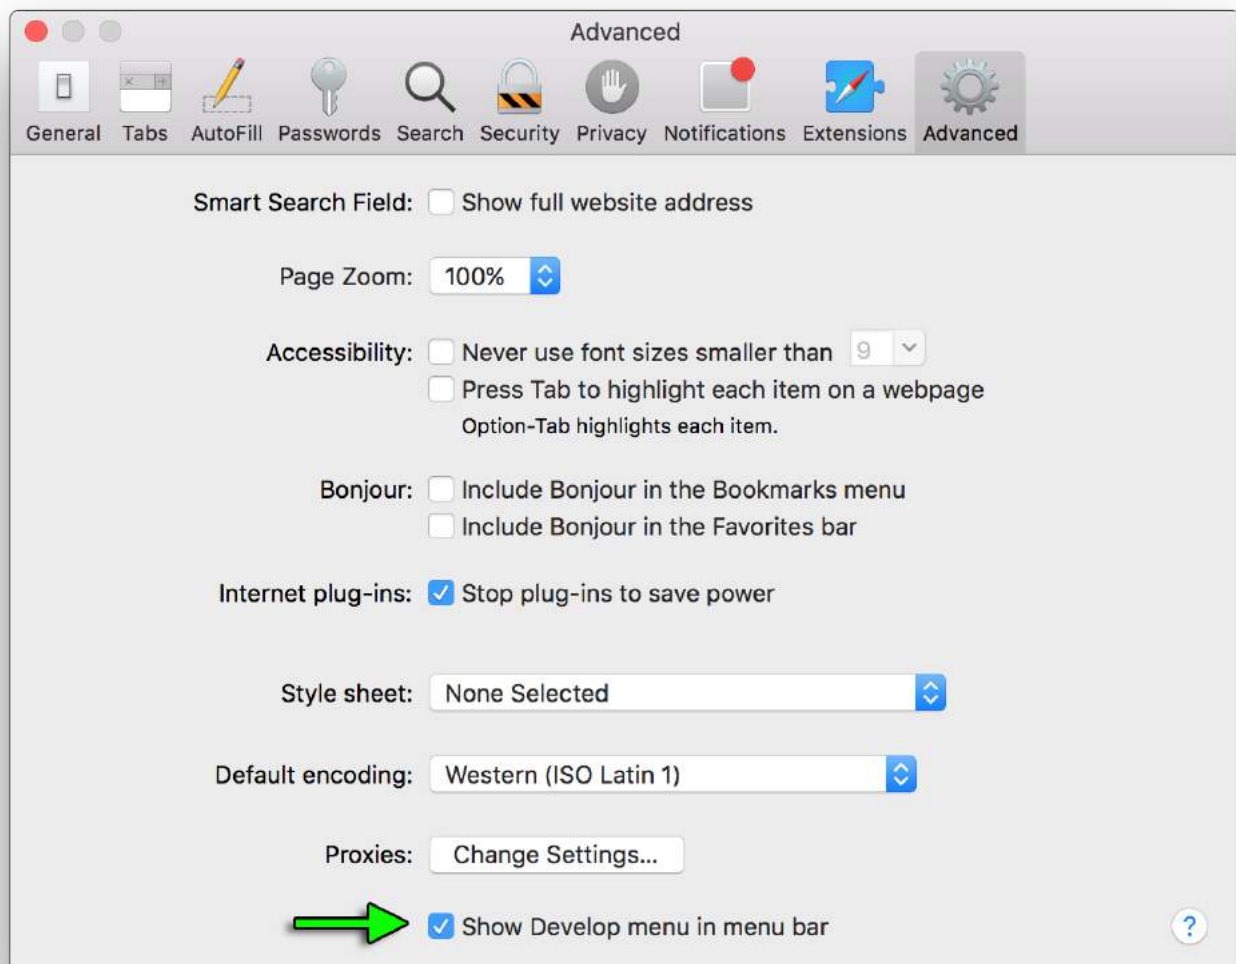 Advanced
General Tabs AutoFill Passwords Search Security Privacy Notifications Extensions Advanced
Smart Search Field: Show full website address
Page Zoom: 100%
Accessibility: Never use font sizes smaller than 9
Press Tab to highlight each item on a webpage
Option-Tab highlights each item.
Bonjour: Include Bonjour in the Bookmarks menu
Include Bonjour in the Favorites bar
Internet plug-ins: Stop plug-ins to save power
Style sheet: None Selected
Default encoding: Western (ISO Latin 1)
Proxies: Change Settings...
Show Develop menu in menu bar ?